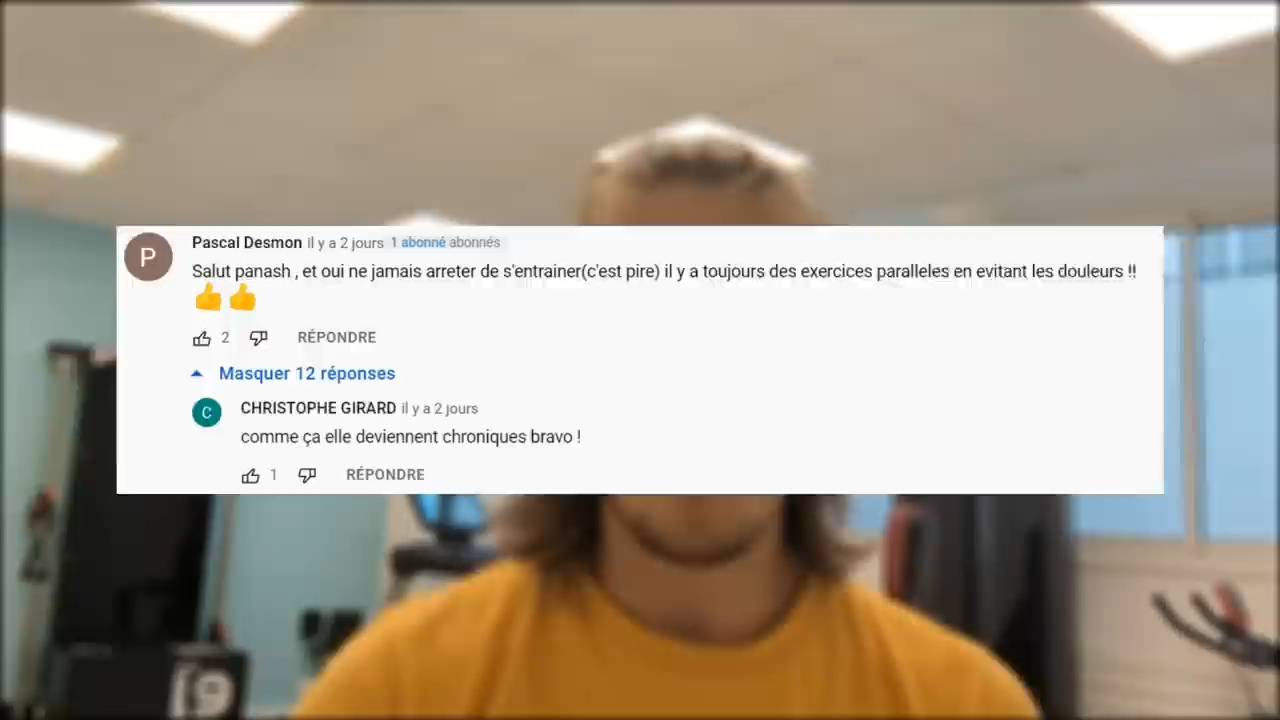 P
Pascal Desmon il y a 2 jours 1 abonné abonnés
Salut panash , et oui ne jamais arreter de s'entrainer(c'est pire) il y a toujours des exercices paralleles en evitant les douleurs !!
👍👍
2 RÉPONDRE
Masquer 12 réponses
C
CHRISTOPHE GIRARD il y a 2 jours
comme ça elle deviennent chroniques bravo !
1 RÉPONDRE